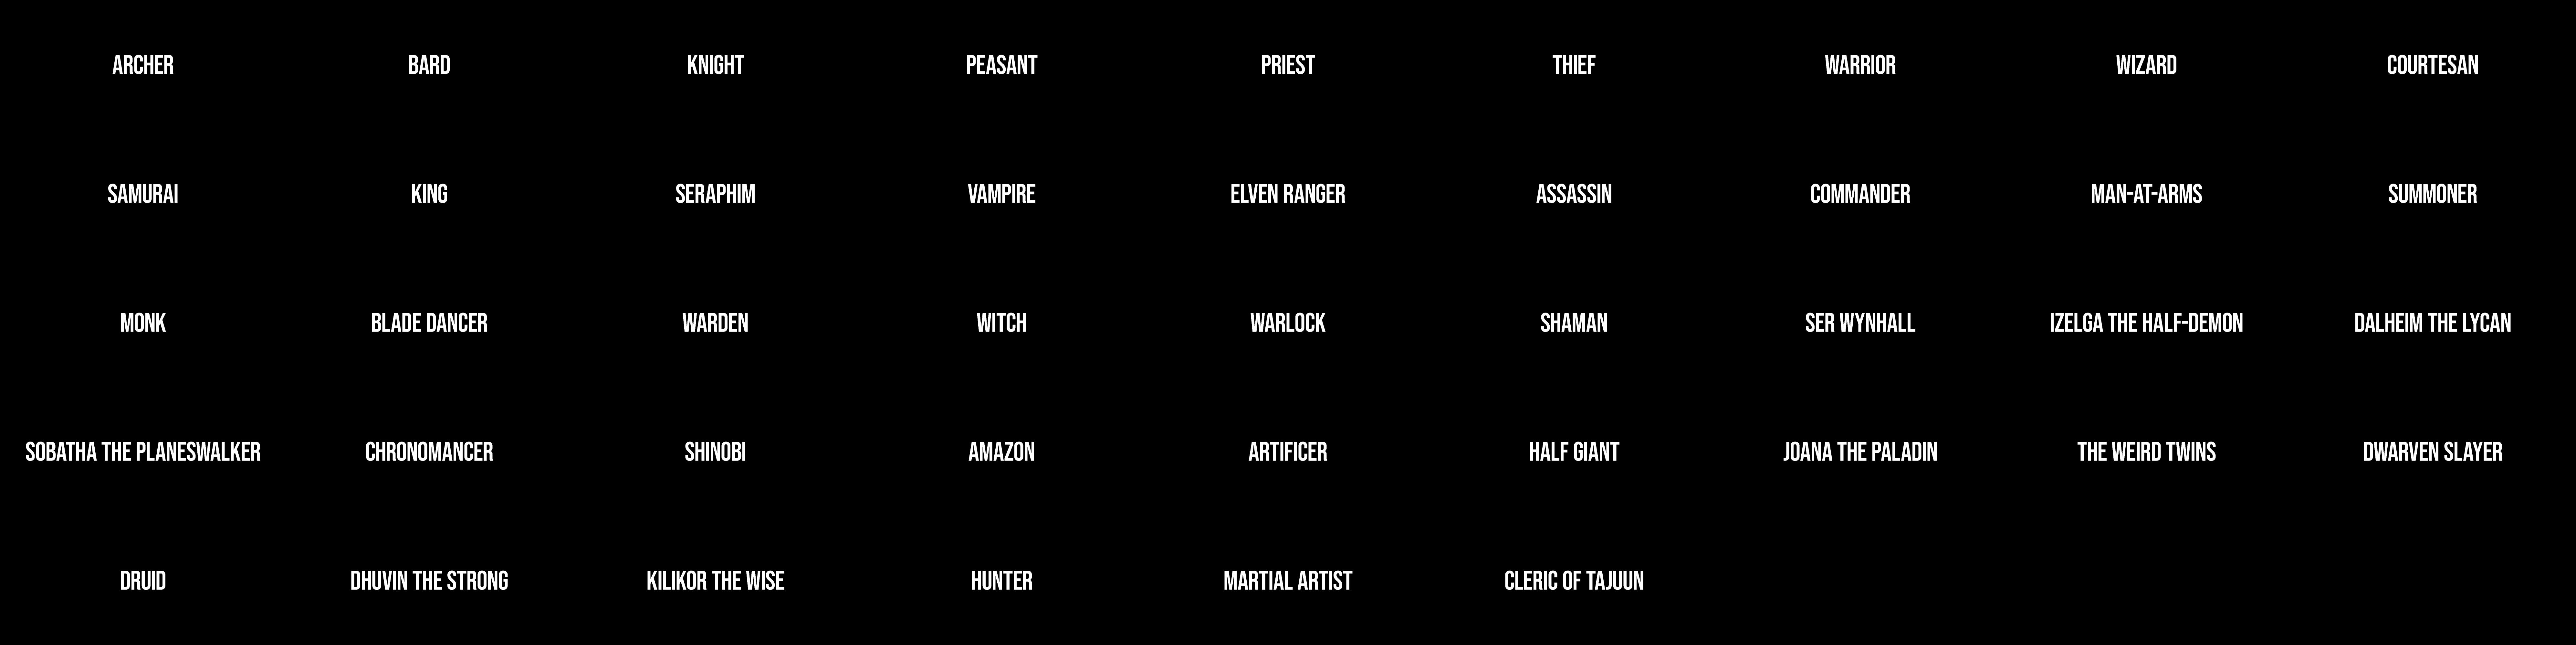 ARCHER BARD KNIGHT PEASANT PRIEST THIEF WARRIOR WIZARD COURTESAN
SAMURAI KING SERAPHIM VAMPIRE ELVEN RANGER ASSASSIN COMMANDER MAN-AT-ARMS SUMMONER
MONK BLADE DANCER WARDEN WITCH WARLOCK SHAMAN SER WYNHALL IZELGA THE HALF-DEMON DALHEIM THE LYCAN
SOBATHA THE PLANESWALKER CHRONOMANCER SHINOBI AMAZON ARTIFICER HALF GIANT JOANA THE PALADIN THE WEIRD TWINS DWARVEN SLAYER
DRUID DHUVIN THE STRONG KILIKOR THE WISE HUNTER MARTIAL ARTIST CLERIC OF TAJUUN